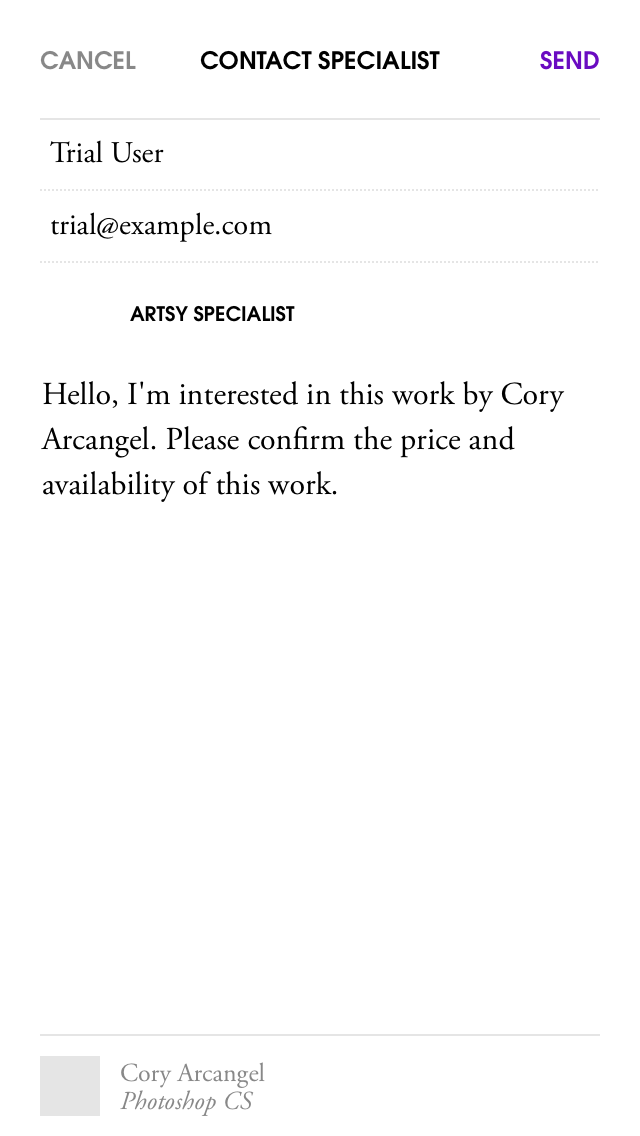 CANCEL CONTACT SPECIALIST SEND
Trial User
trial@example.com
ARTSY SPECIALIST
Hello, I'm interested in this work by Cory
Arcangel. Please confirm the price and
availability of this work.
Cory Arcangel
Photoshop CS